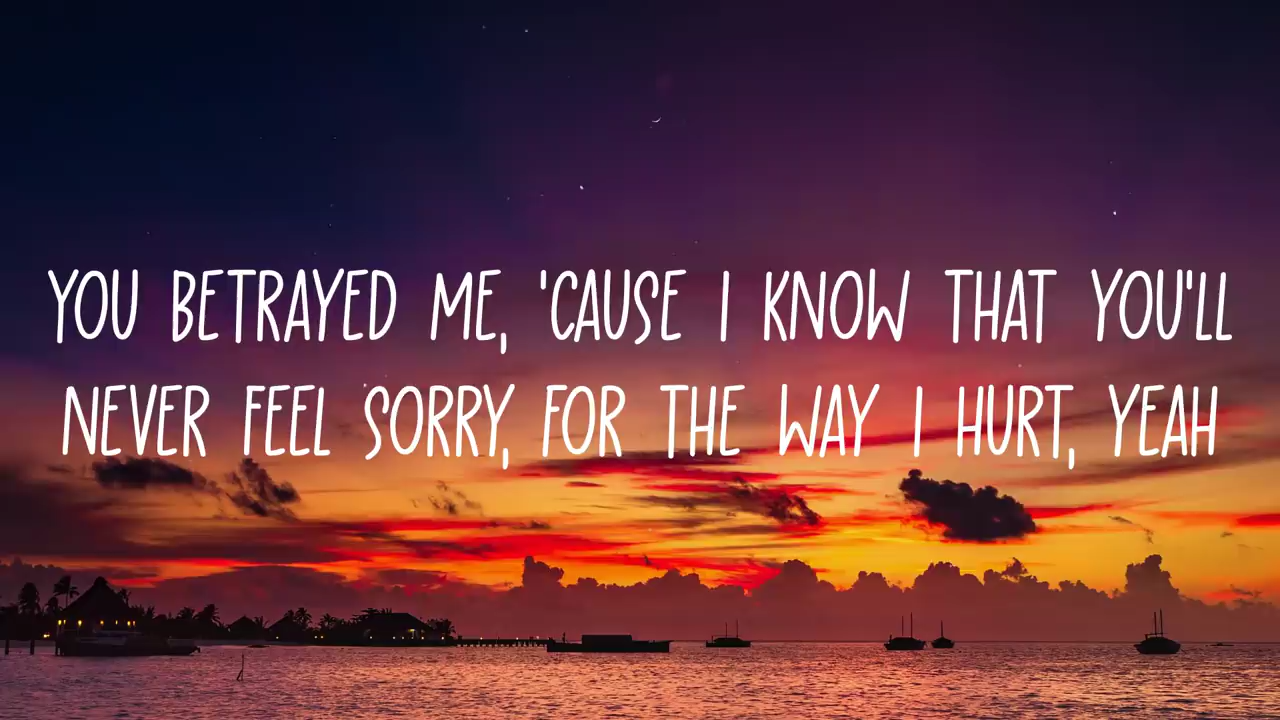 YOU BETRAYED ME, 'CAUSE I KNOW THAT YOU'LL
NEVER FEEL SORRY, FOR THE WAY I HURT, YEAH